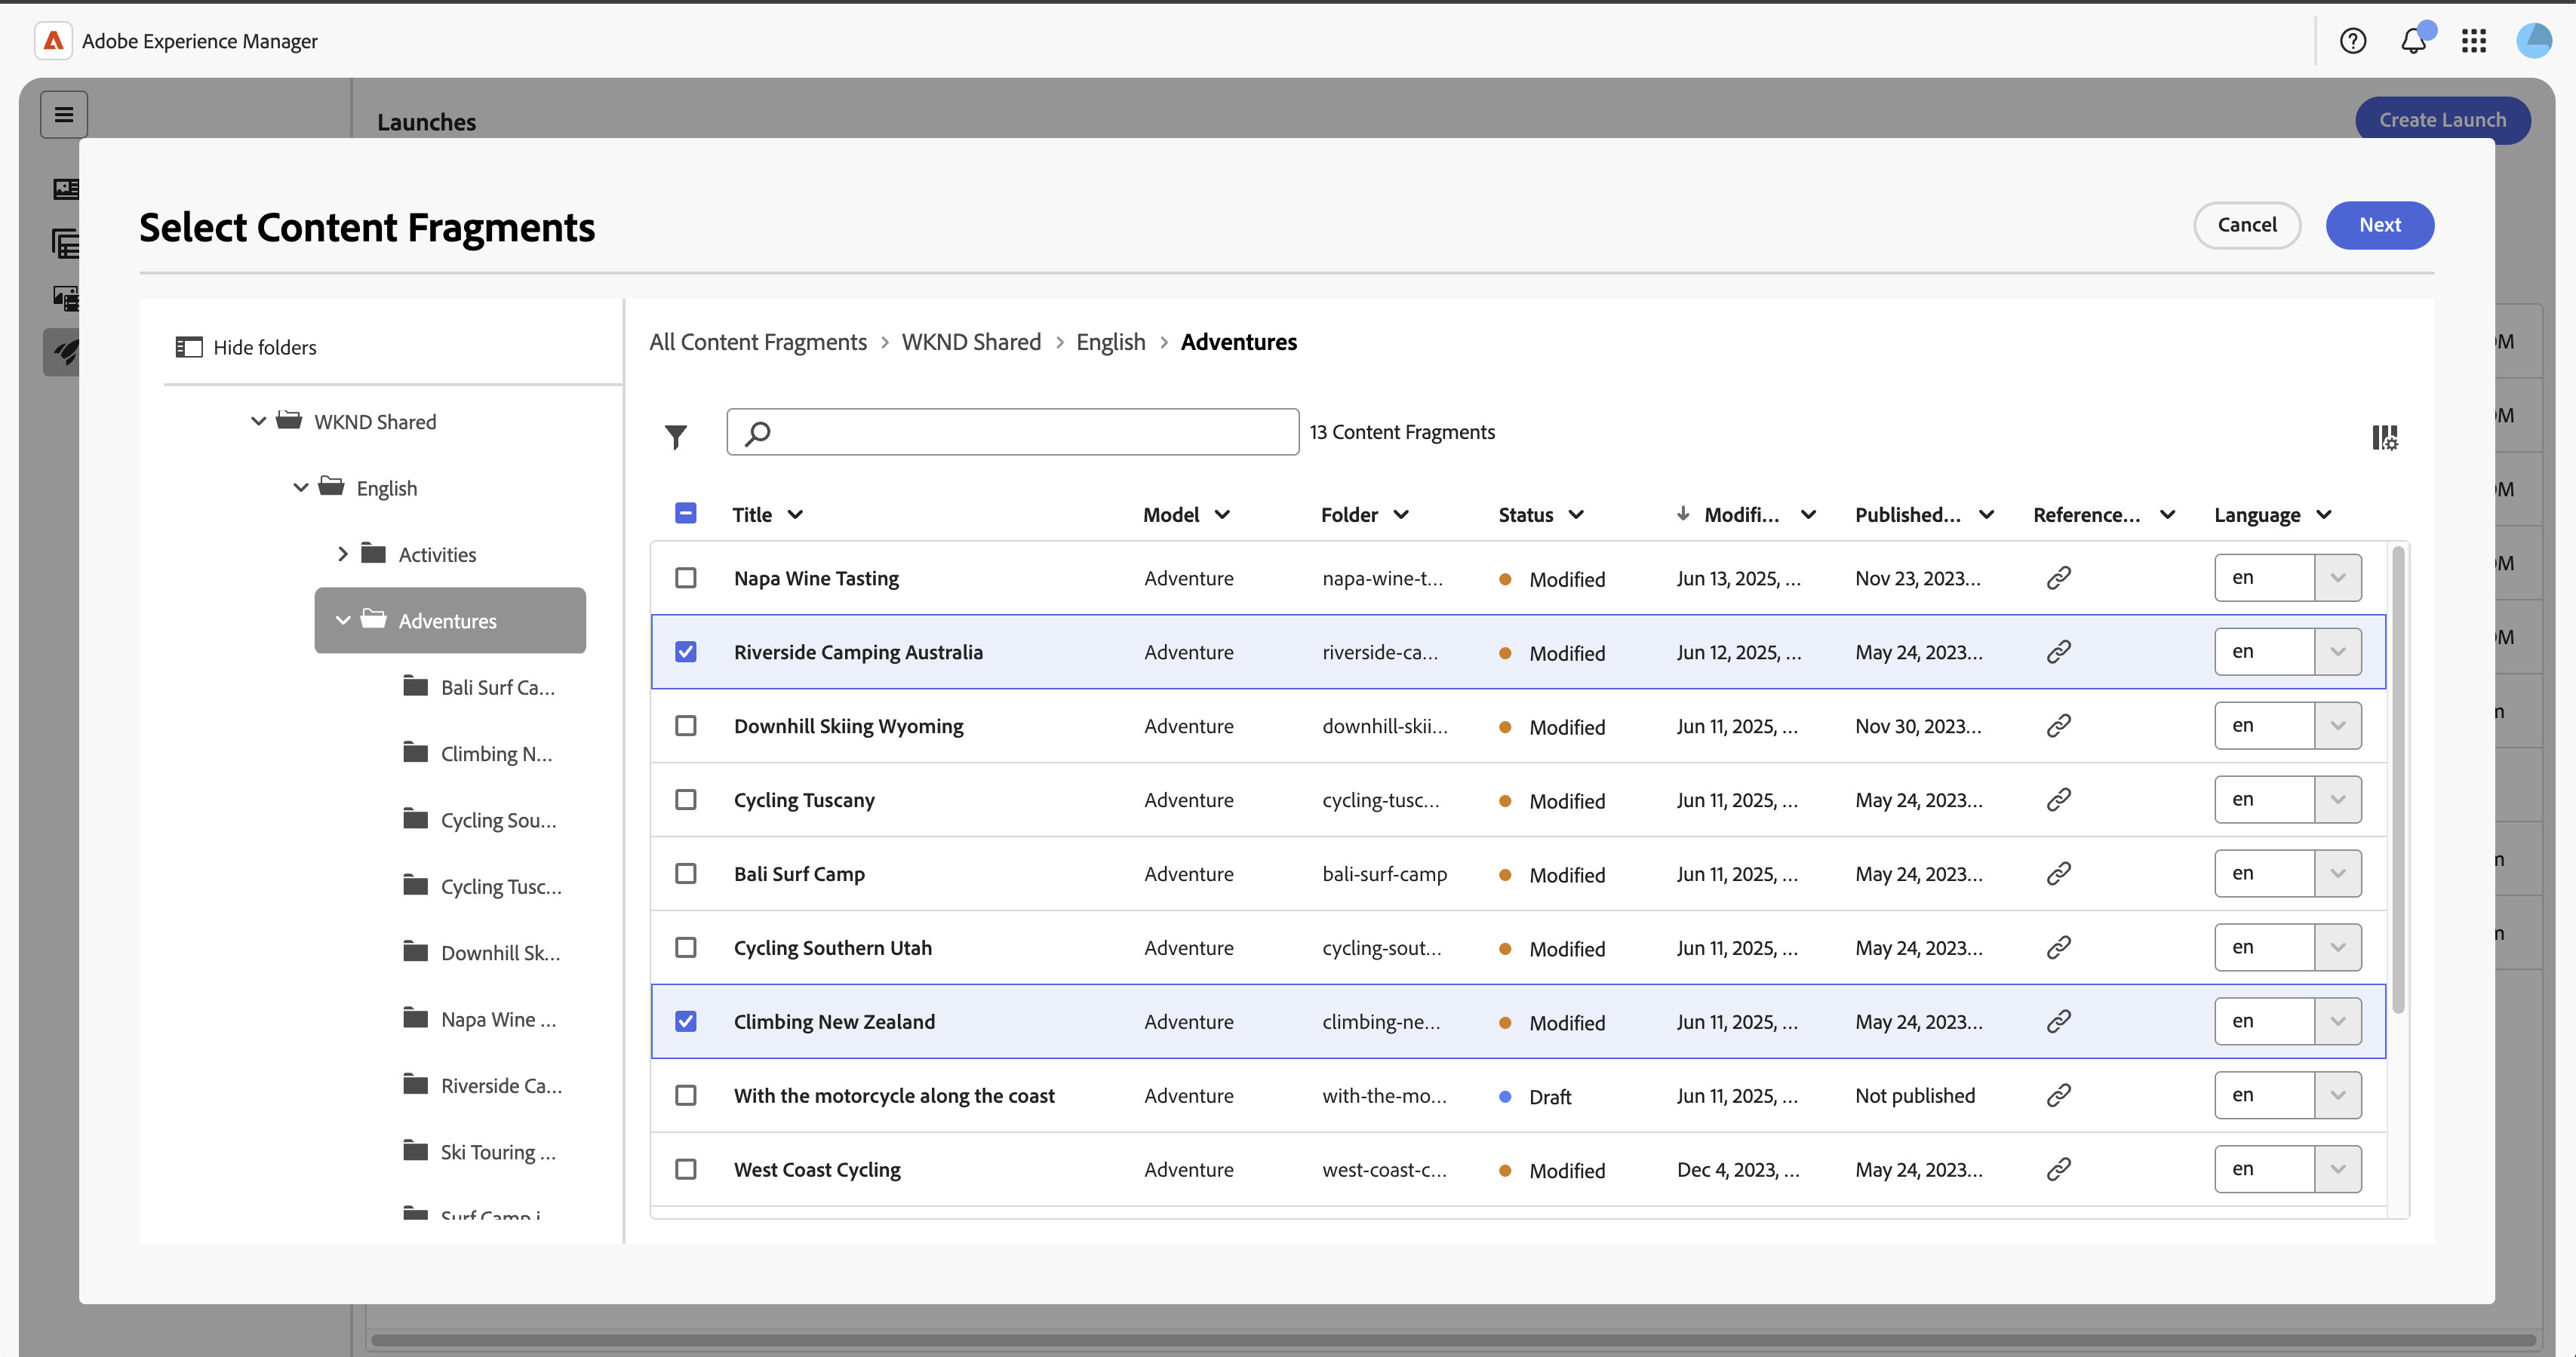 Adobe Experience Manager
Launches
Create Launch
Select Content Fragments
Cancel
Next
Hide folders
WKND Shared
English
Activities
Adventures
Bali Surf Ca...
Climbing N...
Cycling Sou...
Cycling Tusc...
Downhill Sk...
Napa Wine ...
Riverside Ca...
Ski Touring ...
Surf Camp i
All Content Fragments > WKND Shared > English > Adventures
13 Content Fragments
Title Model Folder Status Modifi... Published... Reference... Language
Napa Wine Tasting Adventure napa-wine-t... Modified Jun 13, 2025, ... Nov 23, 2023... en
Riverside Camping Australia Adventure riverside-ca... Modified Jun 12, 2025, ... May 24, 2023... en
Downhill Skiing Wyoming Adventure downhill-skii... Modified Jun 11, 2025, ... Nov 30, 2023... en
Cycling Tuscany Adventure cycling-tusc... Modified Jun 11, 2025, ... May 24, 2023... en
Bali Surf Camp Adventure bali-surf-camp Modified Jun 11, 2025, ... May 24, 2023... en
Cycling Southern Utah Adventure cycling-sout... Modified Jun 11, 2025, ... May 24, 2023... en
Climbing New Zealand Adventure climbing-ne... Modified Jun 11, 2025, ... May 24, 2023... en
With the motorcycle along the coast Adventure with-the-mo... Draft Jun 11, 2025, ... Not published en
West Coast Cycling Adventure west-coast-c... Modified Dec 4, 2023, ... May 24, 2023... en